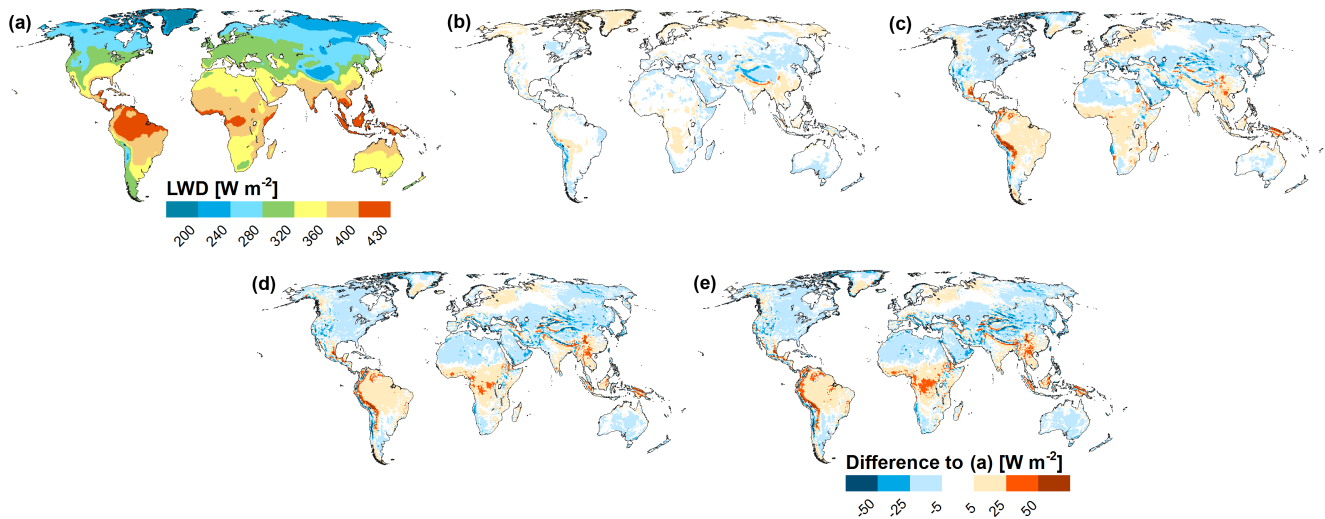 (a)
(b)
(c)
LWD [W m⁻²]
200 240 280 320 360 400 430
(d)
(e)
Difference to (a) [W m⁻²]
-50 -25 -5 5 25 50